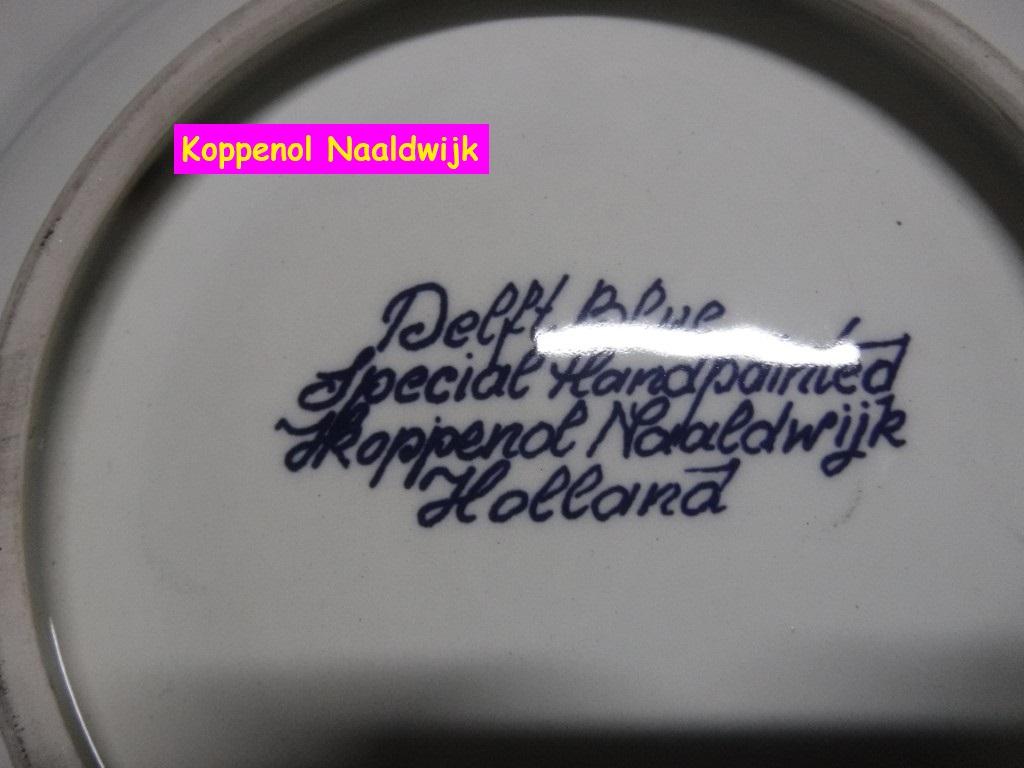 Koppenol Naaldwijk
Delft Blue
Special Handpainted
Koppenol Naaldwijk
Holland